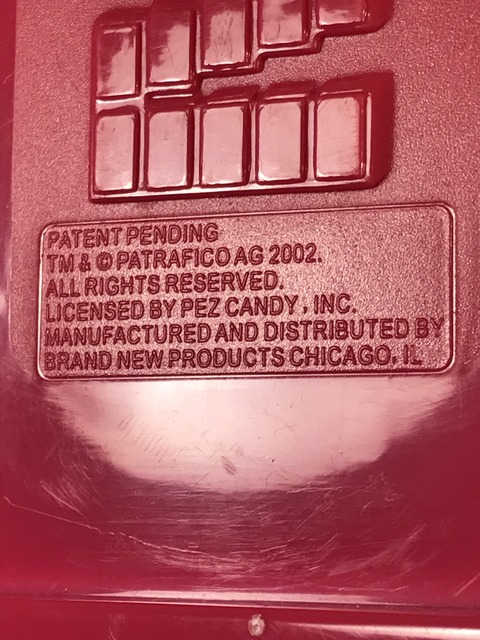 PATENT PENDING
TM & © PATRAFICO AG 2002.
ALL RIGHTS RESERVED.
LICENSED BY PEZ CANDY, INC.
MANUFACTURED AND DISTRIBUTED BY
BRAND NEW PRODUCTS CHICAGO, IL